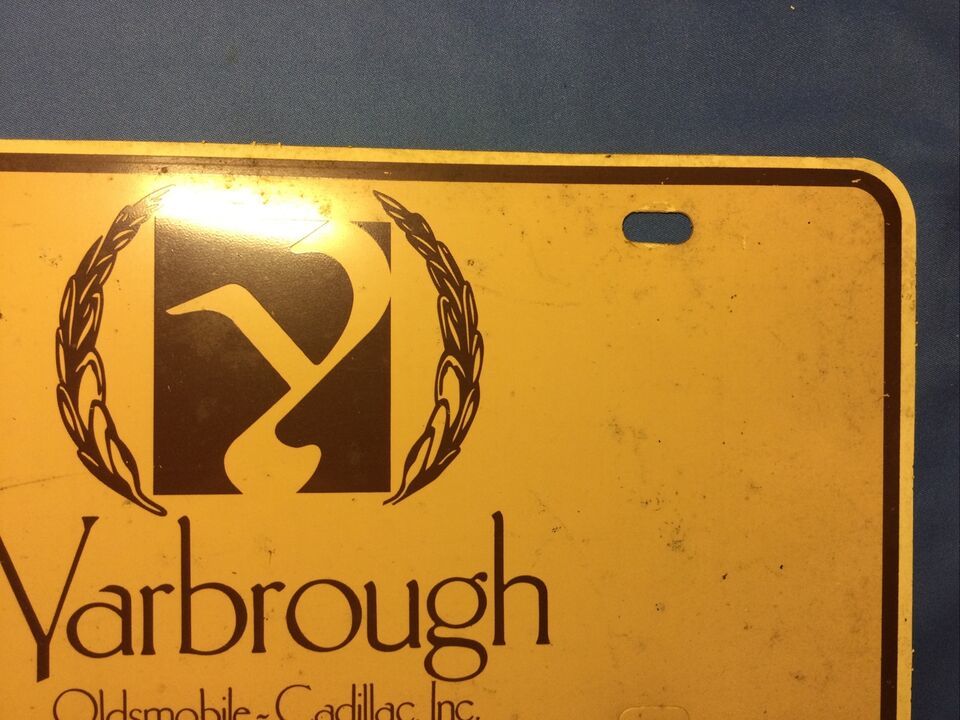 Y
Yarbrough
Oldsmobile ~ Cadillac, Inc.